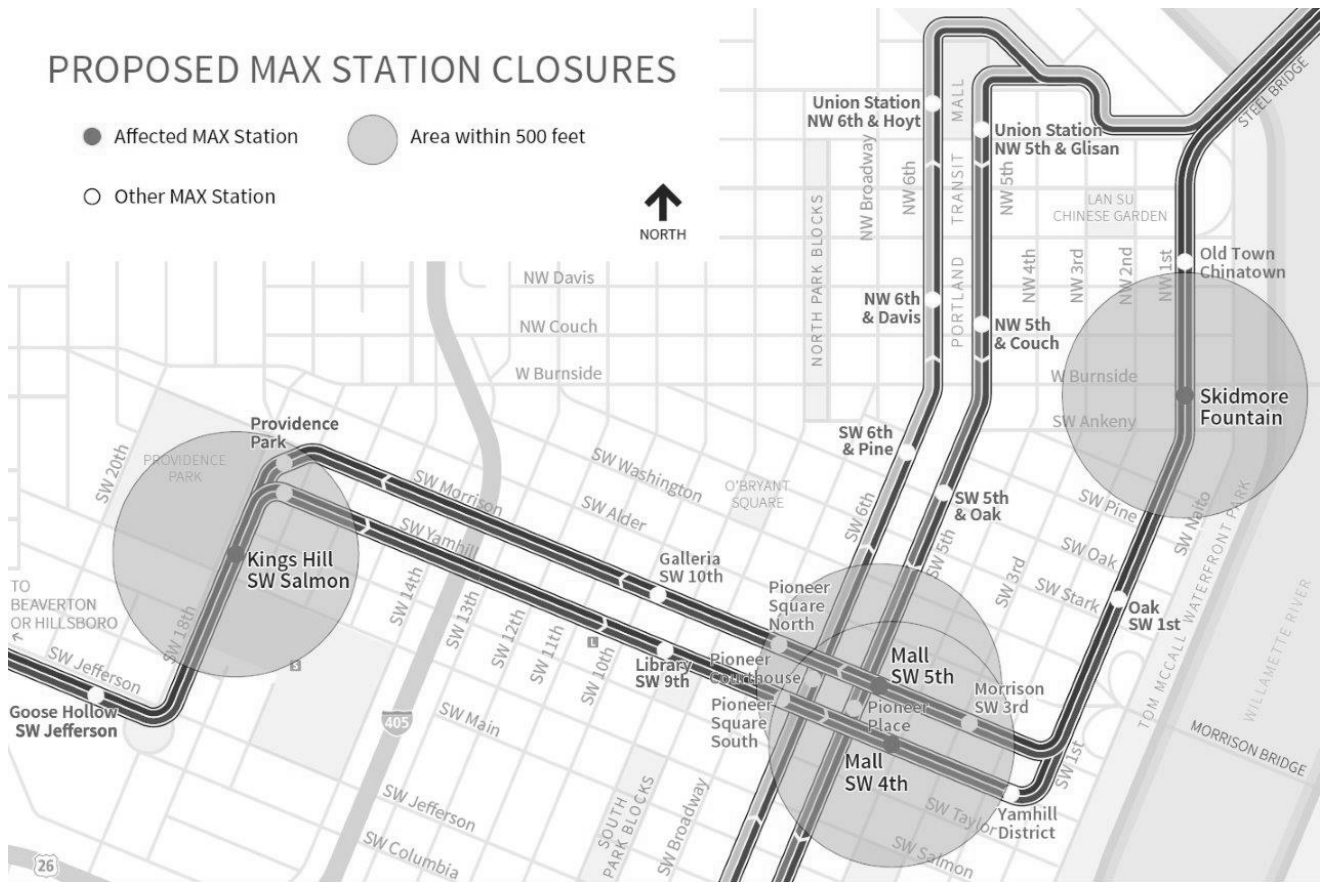 PROPOSED MAX STATION CLOSURES
Affected MAX Station
Area within 500 feet
Other MAX Station
NORTH
Union Station
NW 6th & Hoyt
Union Station
NW 5th & Glisan
STEEL BRIDGE
PORTLAND TRANSIT MALL
NW Broadway
NW 6th
NW 5th
NORTH PARK BLOCKS
LAN SU
CHINESE GARDEN
NW 4th
NW 3rd
NW 2nd
NW 1st
Old Town
Chinatown
NW Davis
NW Couch
W Burnside
NW 6th
& Davis
NW 5th
& Couch
W Burnside
SW Ankeny
Skidmore
Fountain
Providence
Park
PROVIDENCE
PARK
SW 20th
SW 6th
& Pine
SW Washington
O'BRYANT
SQUARE
SW Morrison
SW Alder
SW Yamhill
SW 5th
& Oak
SW 6th
SW 5th
SW Pine
SW Oak
SW Stark
SW Naito
SW 3rd
Kings Hill
SW Salmon
TO
BEAVERTON
OR HILLSBORO
SW 18th
SW 14th
SW 13th
SW 12th
SW 11th
SW 10th
Galleria
SW 10th
Pioneer
Square
North
Oak
SW 1st
TOM MCCALL WATERFRONT PARK
WILLAMETTE RIVER
S
L
Library
SW 9th
Pioneer
Courthouse
Mall
SW 5th
Morrison
SW 3rd
SW Jefferson
Goose Hollow
SW Jefferson
405
SW Main
Pioneer
Square
South
Pioneer
Place
Mall
SW 4th
SW 1st
MORRISON BRIDGE
SW Jefferson
SW Columbia
SOUTH
PARK BLOCKS
SW Broadway
SW Taylor
SW Salmon
Yamhill
District
26